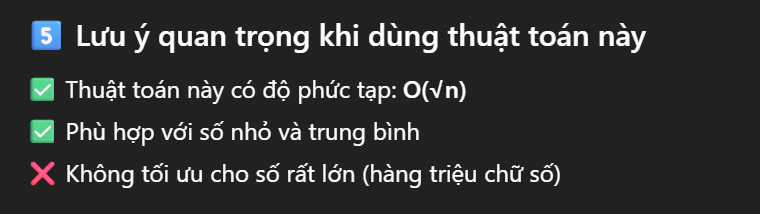 5 Lưu ý quan trọng khi dùng thuật toán này
✅ Thuật toán này có độ phức tạp: O(√n)
✅ Phù hợp với số nhỏ và trung bình
❌ Không tối ưu cho số rất lớn (hàng triệu chữ số)